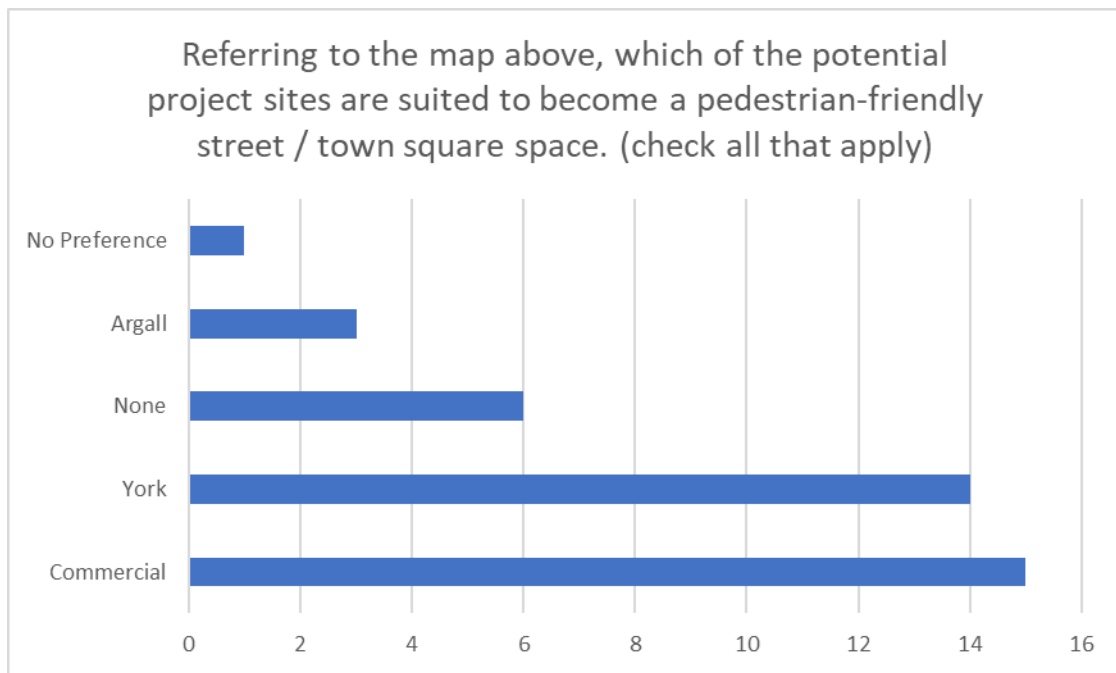 Referring to the map above, which of the potential
project sites are suited to become a pedestrian-friendly
street / town square space. (check all that apply)
No Preference
Argall
None
York
Commercial
0 2 4 6 8 10 12 14 16